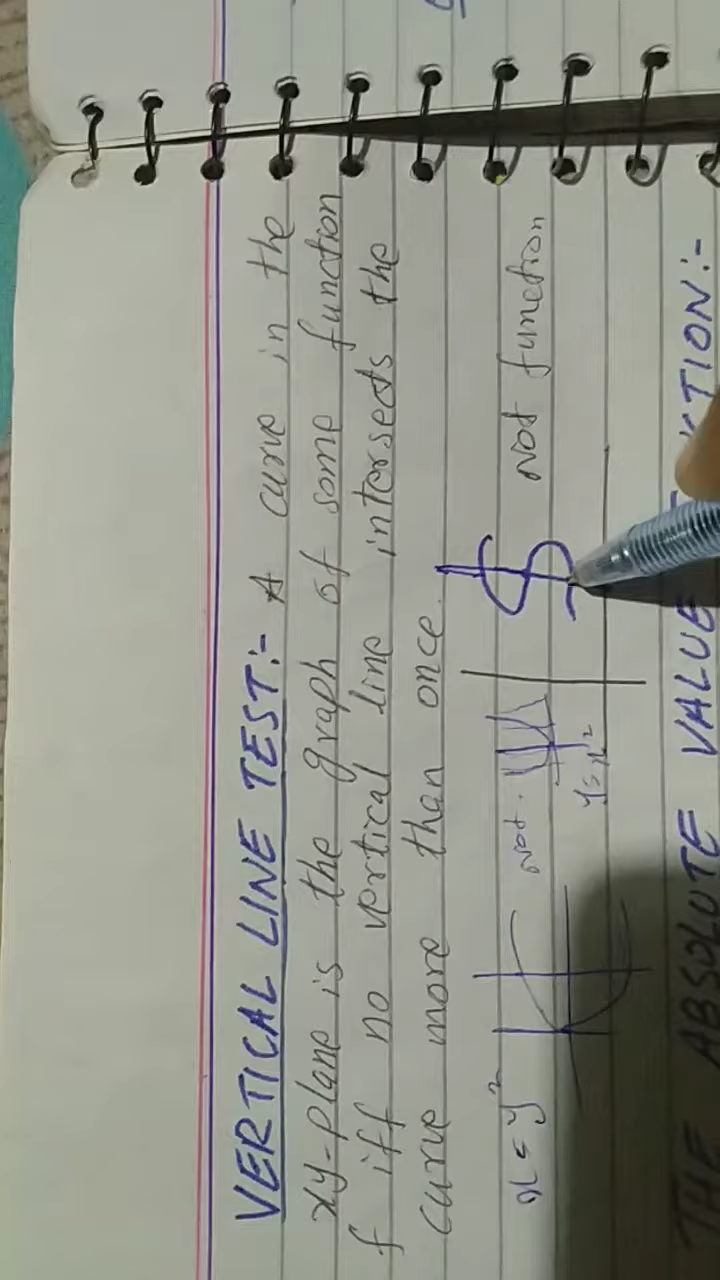 VERTICAL LINE TEST:- A curve in the
xy-plane is the graph of some function
f iff no vertical line intersects the
curve more than once.
x = y² not. Not function
y=x²
THE ABSOLUTE VALUE